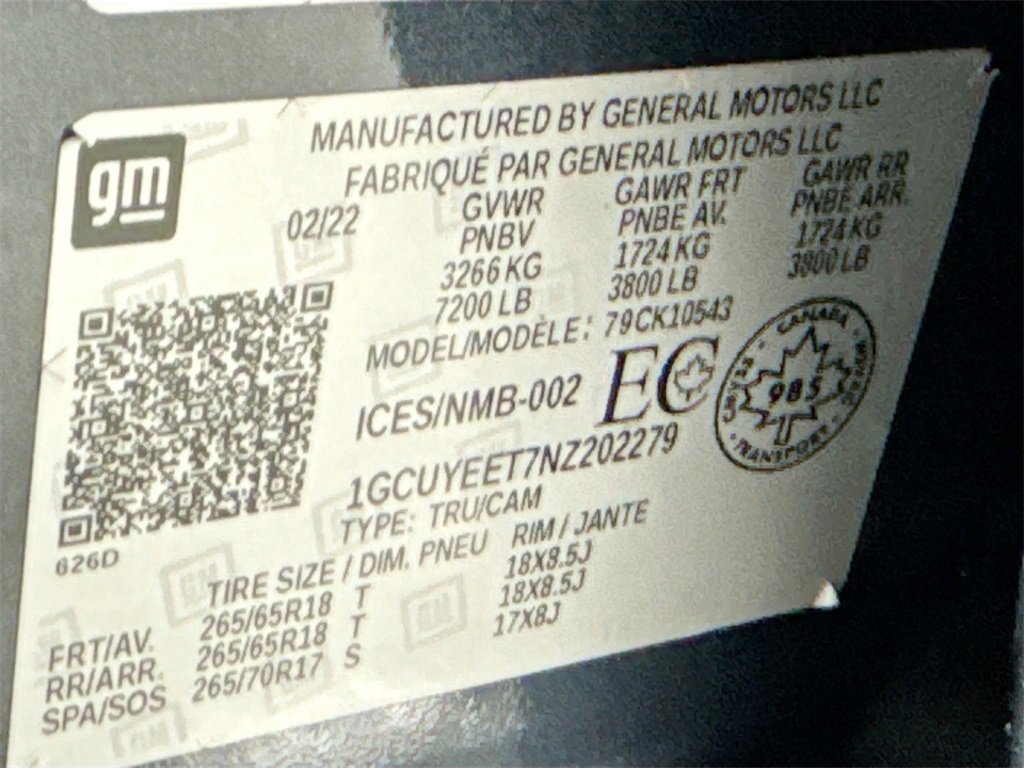 gm
MANUFACTURED BY GENERAL MOTORS LLC
FABRIQUÉ PAR GENERAL MOTORS LLC
02/22 GVWR GAWR FRT GAWR RR
PNBV PNBE AV. PNBE ARR.
3266 KG 1724 KG 1724 KG
7200 LB 3800 LB 3800 LB
MODEL/MODÈLE: 79CK10543
ICES/NMB-002 EC
CANADA
985
TRANSPORT
1GCUYEET7NZ202279
TYPE: TRU/CAM
626D
TIRE SIZE / DIM. PNEU RIM / JANTE
FRT/AV. 265/65R18 T 18X8.5J
RR/ARR. 265/65R18 T 18X8.5J
SPA/SOS 265/70R17 S 17X8J